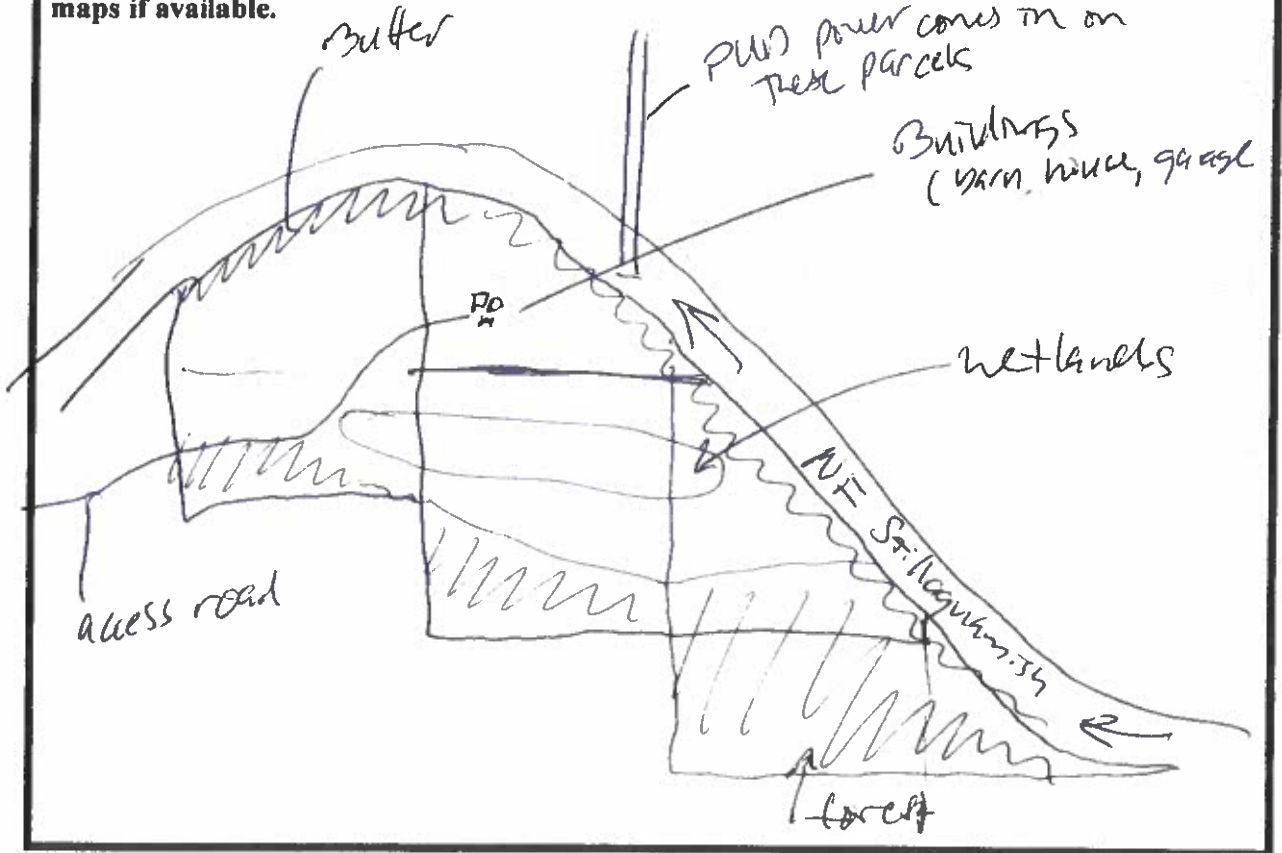 maps if available.
Buffer
PUD power comes in on
these parcels
Buildings
(barn, house, garage
wetlands
NF Stillaguamish
access road
forest